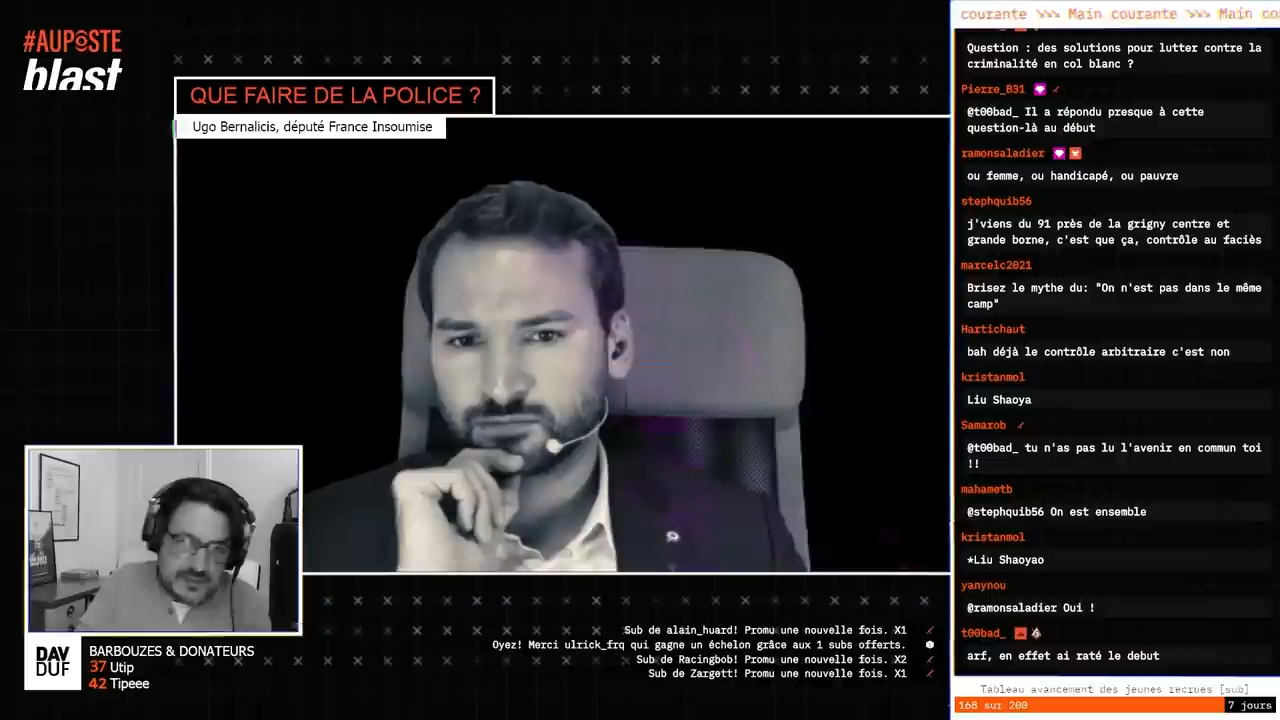 #AUPOSTE
blast
QUE FAIRE DE LA POLICE ?
Ugo Bernalicis, député France Insoumise
courante ↘↘↘ Main courante ↘↘↘ Main co
Question : des solutions pour lutter contre la
criminalité en col blanc ?
Pierre_B31
@t00bad_ Il a répondu presque à cette
question-là au début
ramonsaladier
ou femme, ou handicapé, ou pauvre
stephquib56
j'viens du 91 près de la grigny centre et
grande borne, c'est que ça, contrôle au faciès
marcelc2021
Brisez le mythe du: "On n'est pas dans le même
camp"
Hartichaut
bah déjà le contrôle arbitraire c'est non
kristanmol
Liu Shaoya
Samarob
@t00bad_ tu n'as pas lu l'avenir en commun toi
!!
mahametb
@stephquib56 On est ensemble
kristanmol
★Liu Shaoyao
yanynou
@ramonsaladier Oui !
t00bad_
arf, en effet ai raté le debut
Tableau avancement des jeunes recrues [sub]
168 sur 200
7 jours
Sub de alain_huard! Promu une nouvelle fois. X1
Oyez! Merci ulrick_frq qui gagne un échelon grâce aux 1 subs offerts.
Sub de Racingbob! Promu une nouvelle fois. X2
Sub de Zargett! Promu une nouvelle fois. X1
DAV
DUF
BARBOUZES & DONATEURS
37 Utip
42 Tipeee